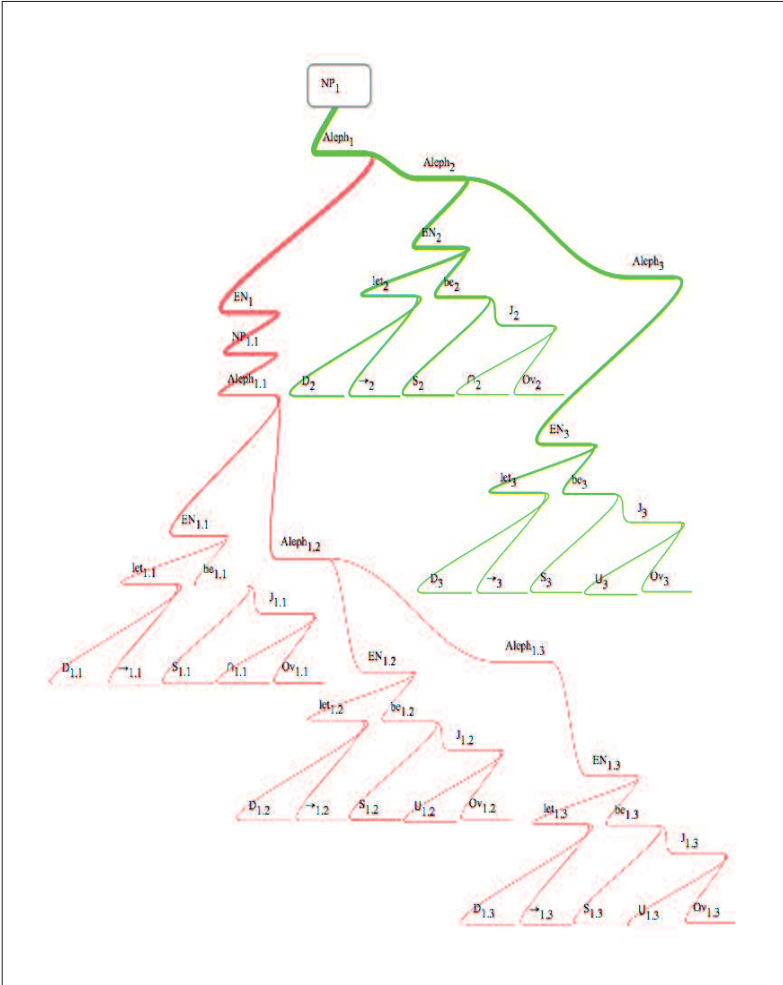 NP₁
Aleph₁
Aleph₂
EN₂
Aleph₃
let₂ be₂
EN₁
J₂
NP₁.₁
Aleph₁.₁
D₂ →₂ S₂ ∩₂ Ov₂
EN₃
let₃ be₃
J₃
EN₁.₁
Aleph₁.₂
let₁.₁ be₁.₁
D₃ →₃ S₃ U₃ Ov₃
J₁.₁
D₁.₁ →₁.₁ S₁.₁ ∩₁.₁ Ov₁.₁
EN₁.₂
Aleph₁.₃
let₁.₂ be₁.₂
J₁.₂
EN₁.₃
D₁.₂ →₁.₂ S₁.₂ U₁.₂ Ov₁.₂
let₁.₃ be₁.₃
J₁.₃
D₁.₃ →₁.₃ S₁.₃ U₁.₃ Ov₁.₃